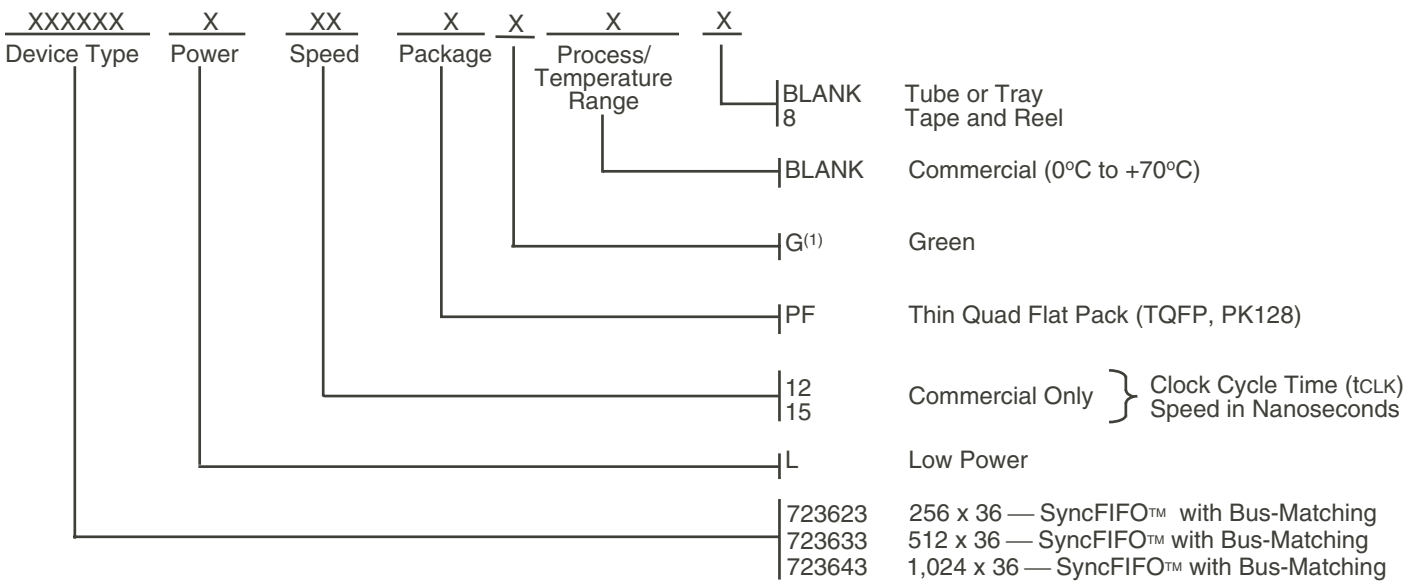 XXXXXX X XX X X X X
Device Type Power Speed Package Process/
Temperature
Range
BLANK Tube or Tray
8 Tape and Reel
BLANK Commercial (0ºC to +70ºC)
G(1) Green
PF Thin Quad Flat Pack (TQFP, PK128)
12
15
Commercial Only } Clock Cycle Time (tCLK)
Speed in Nanoseconds
L Low Power
723623 256 x 36 — SyncFIFO™ with Bus-Matching
723633 512 x 36 — SyncFIFO™ with Bus-Matching
723643 1,024 x 36 — SyncFIFO™ with Bus-Matching